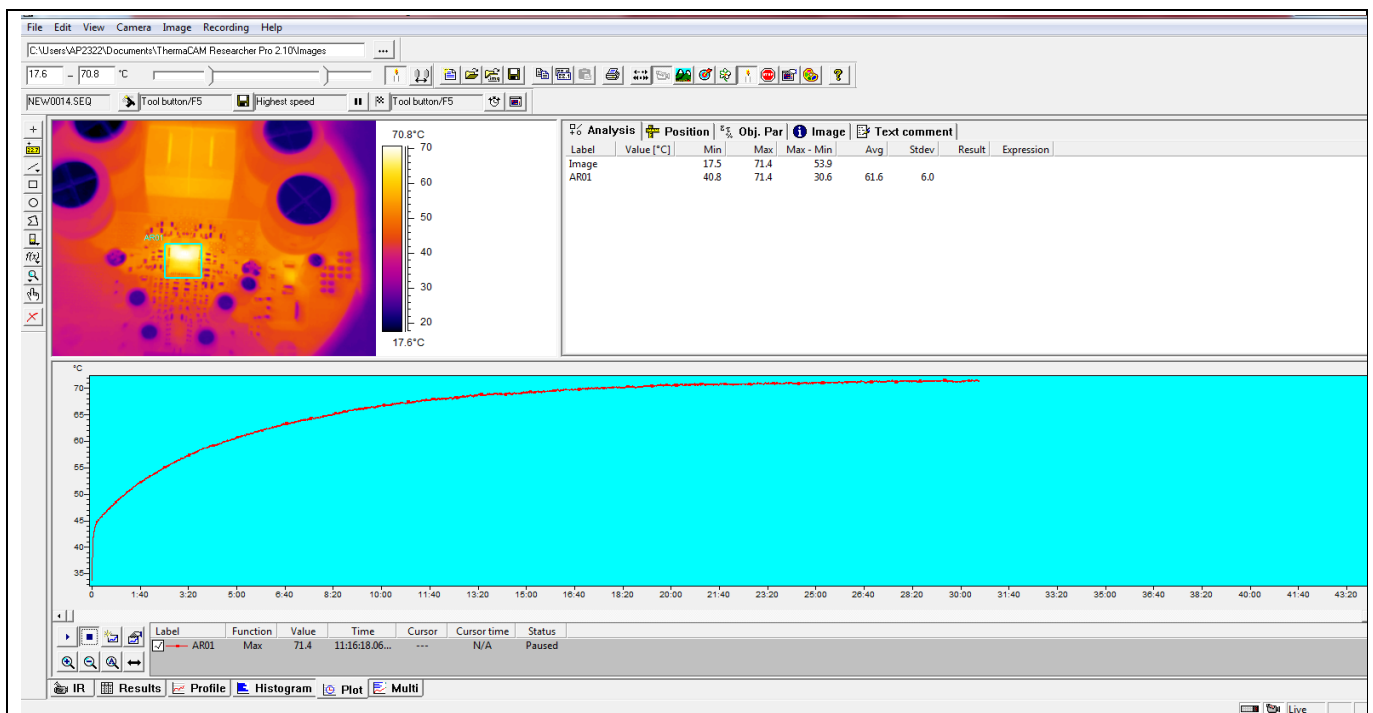 File Edit View Camera Image Recording Help
C:\Users\AP2322\Documents\ThermaCAM Researcher Pro 2.10\Images ...
17.6 - 70.8 °C
NEW0014.SEQ Tool button/F5 Highest speed Tool button/F5
22.7
f(x)
AR01
70.8°C
70
60
50
40
30
20
17.6°C
Analysis Position Obj. Par Image Text comment
Label Value [°C] Min Max Max - Min Avg Stdev Result Expression
Image 17.5 71.4 53.9
AR01 40.8 71.4 30.6 61.6 6.0
°C
70
65
60
55
50
45
40
35
0 1:40 3:20 5:00 6:40 8:20 10:00 11:40 13:20 15:00 16:40 18:20 20:00 21:40 23:20 25:00 26:40 28:20 30:00 31:40 33:20 35:00 36:40 38:20 40:00 41:40 43:20
Label Function Value Time Cursor Cursor time Status
AR01 Max 71.4 11:16:18.06... --- N/A Paused
IR Results Profile Histogram Plot Multi
Live